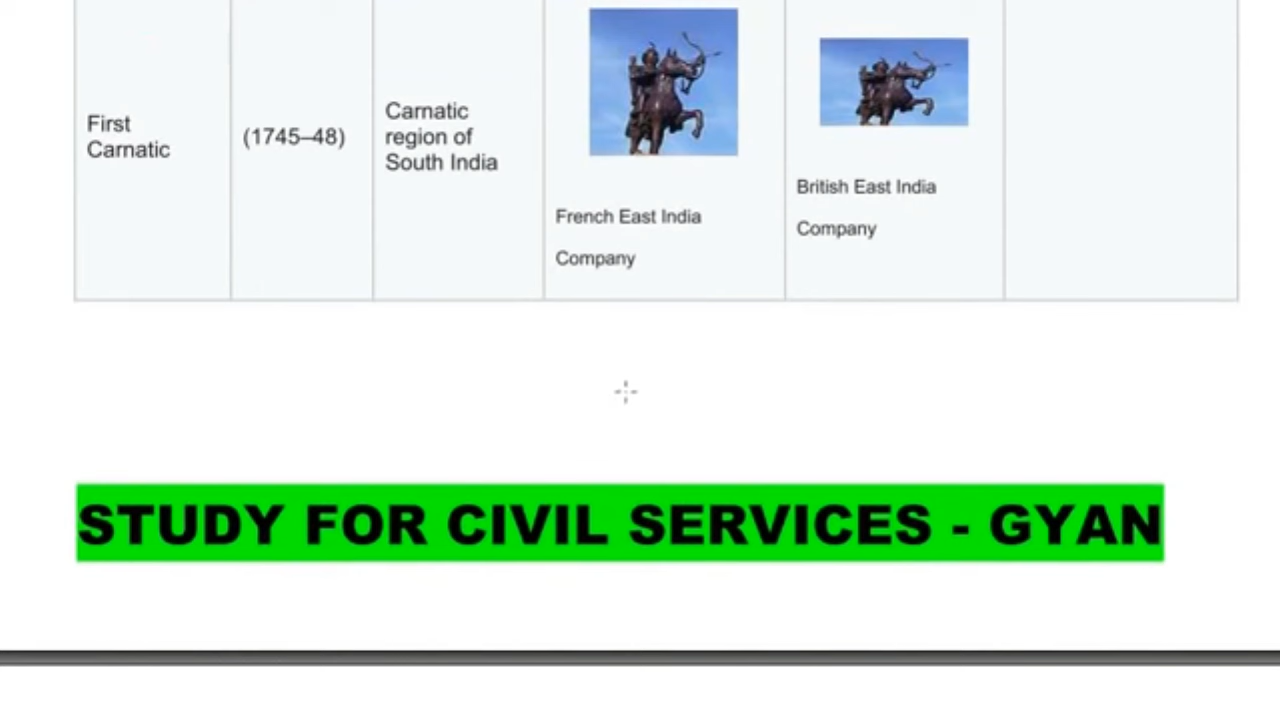 First
Carnatic
(1745–48)
Carnatic
region of
South India
French East India
Company
British East India
Company
STUDY FOR CIVIL SERVICES - GYAN